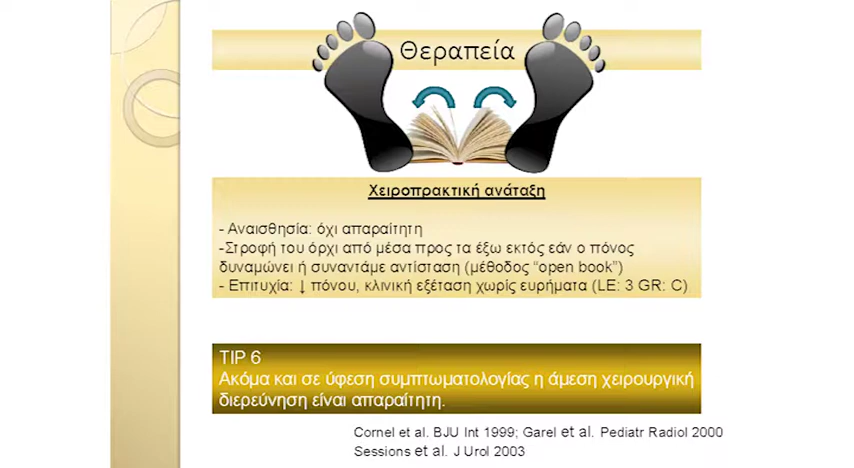 Θεραπεία
Χειροπρακτική ανάταξη
- Αναισθησία: όχι απαραίτητη
-Στροφή του όρχι από μέσα προς τα έξω εκτός εάν ο πόνος
δυναμώνει ή συναντάμε αντίσταση (μέθοδος “open book”)
- Επιτυχία: ↓ πόνου, κλινική εξέταση χωρίς ευρήματα (LE: 3 GR: C)
TIP 6
Ακόμα και σε ύφεση συμπτωματολογίας η άμεση χειρουργική
διερεύνηση είναι απαραίτητη.
Cornel et al. BJU Int 1999; Garel et al. Pediatr Radiol 2000
Sessions et al. J Urol 2003